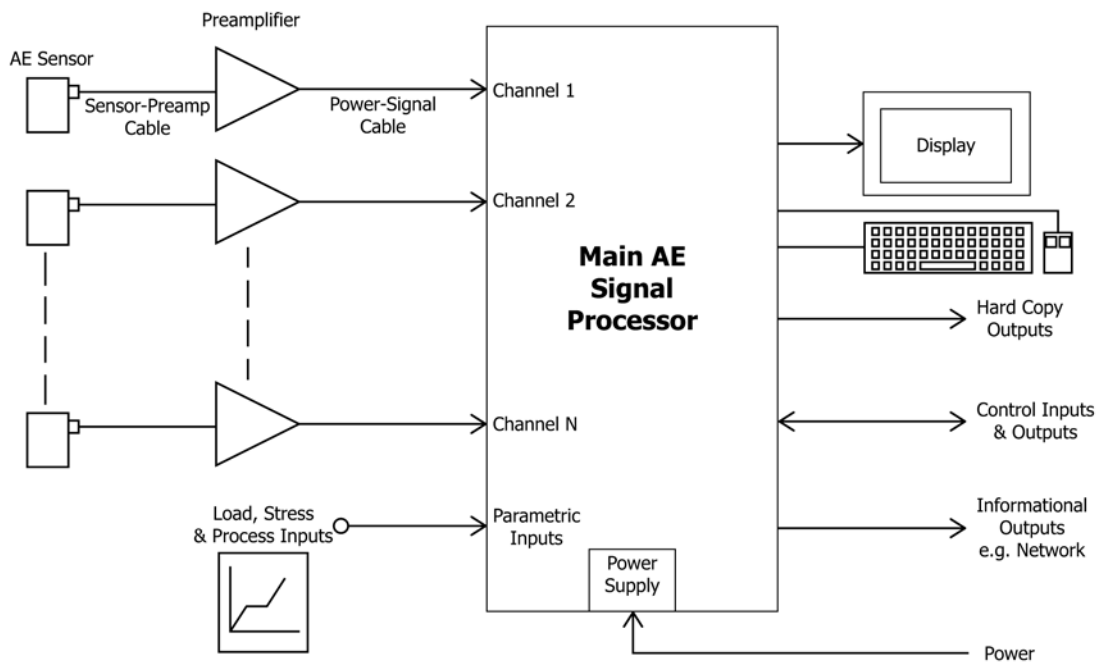 Preamplifier
AE Sensor
Sensor-Preamp
Cable
Power-Signal
Cable
Channel 1
Display
Channel 2
Main AE
Signal
Processor
Hard Copy
Outputs
Channel N
Control Inputs
& Outputs
Load, Stress
& Process Inputs
Parametric
Inputs
Informational
Outputs
e.g. Network
Power
Supply
Power